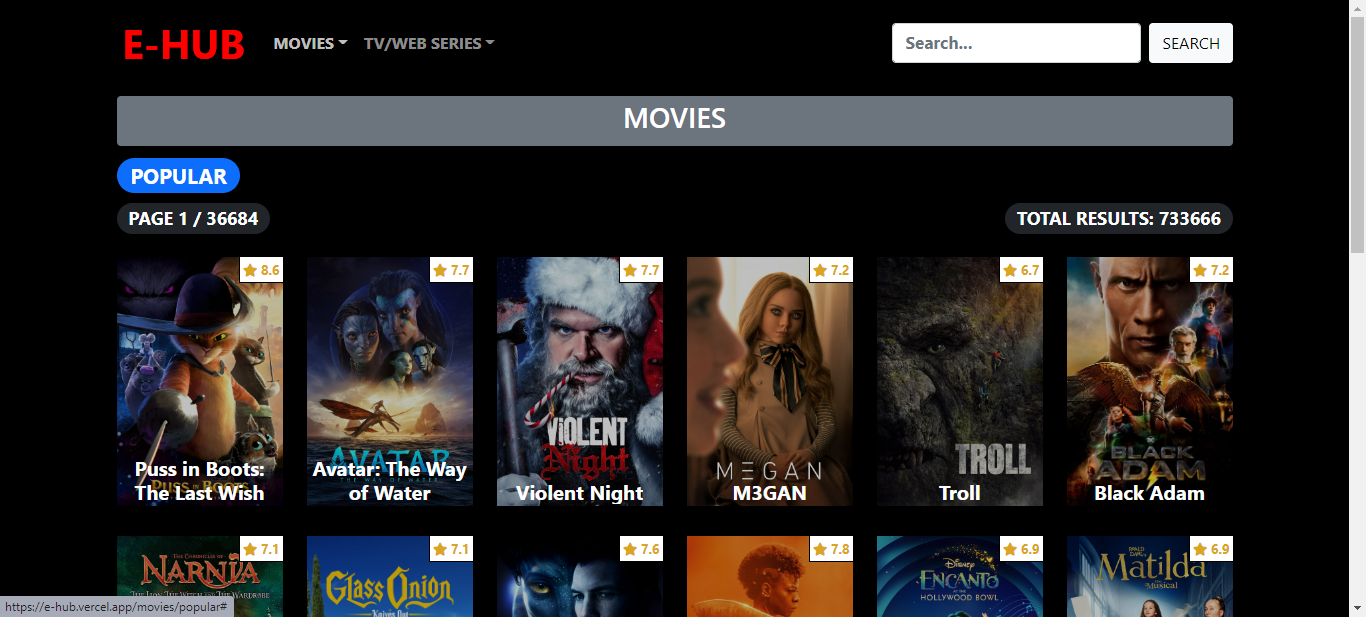 E-HUB
MOVIES
TV/WEB SERIES
Search...
SEARCH
MOVIES
POPULAR
PAGE 1 / 36684
TOTAL RESULTS: 733666
8.6
7.7
7.7
7.2
6.7
7.2
PUSS IN BOOTS
Puss in Boots:
The Last Wish
AVATAR
THE WAY OF WATER
Avatar: The Way
of Water
VIOLENT
Night
Violent Night
M3GAN
M3GAN
TROLL
Troll
DC
BLACK
ADAM
Black Adam
7.1
7.1
7.6
7.8
6.9
6.9
THE CHRONICLES OF
NARNIA
THE LION, THE WITCH AND THE WARDROBE
Glass Onion
Knives Out
Disney
ENCANTO
AT THE
HOLLYWOOD BOWL
ROALD DAHL'S
Matilda
The Musical
https://e-hub.vercel.app/movies/popular#